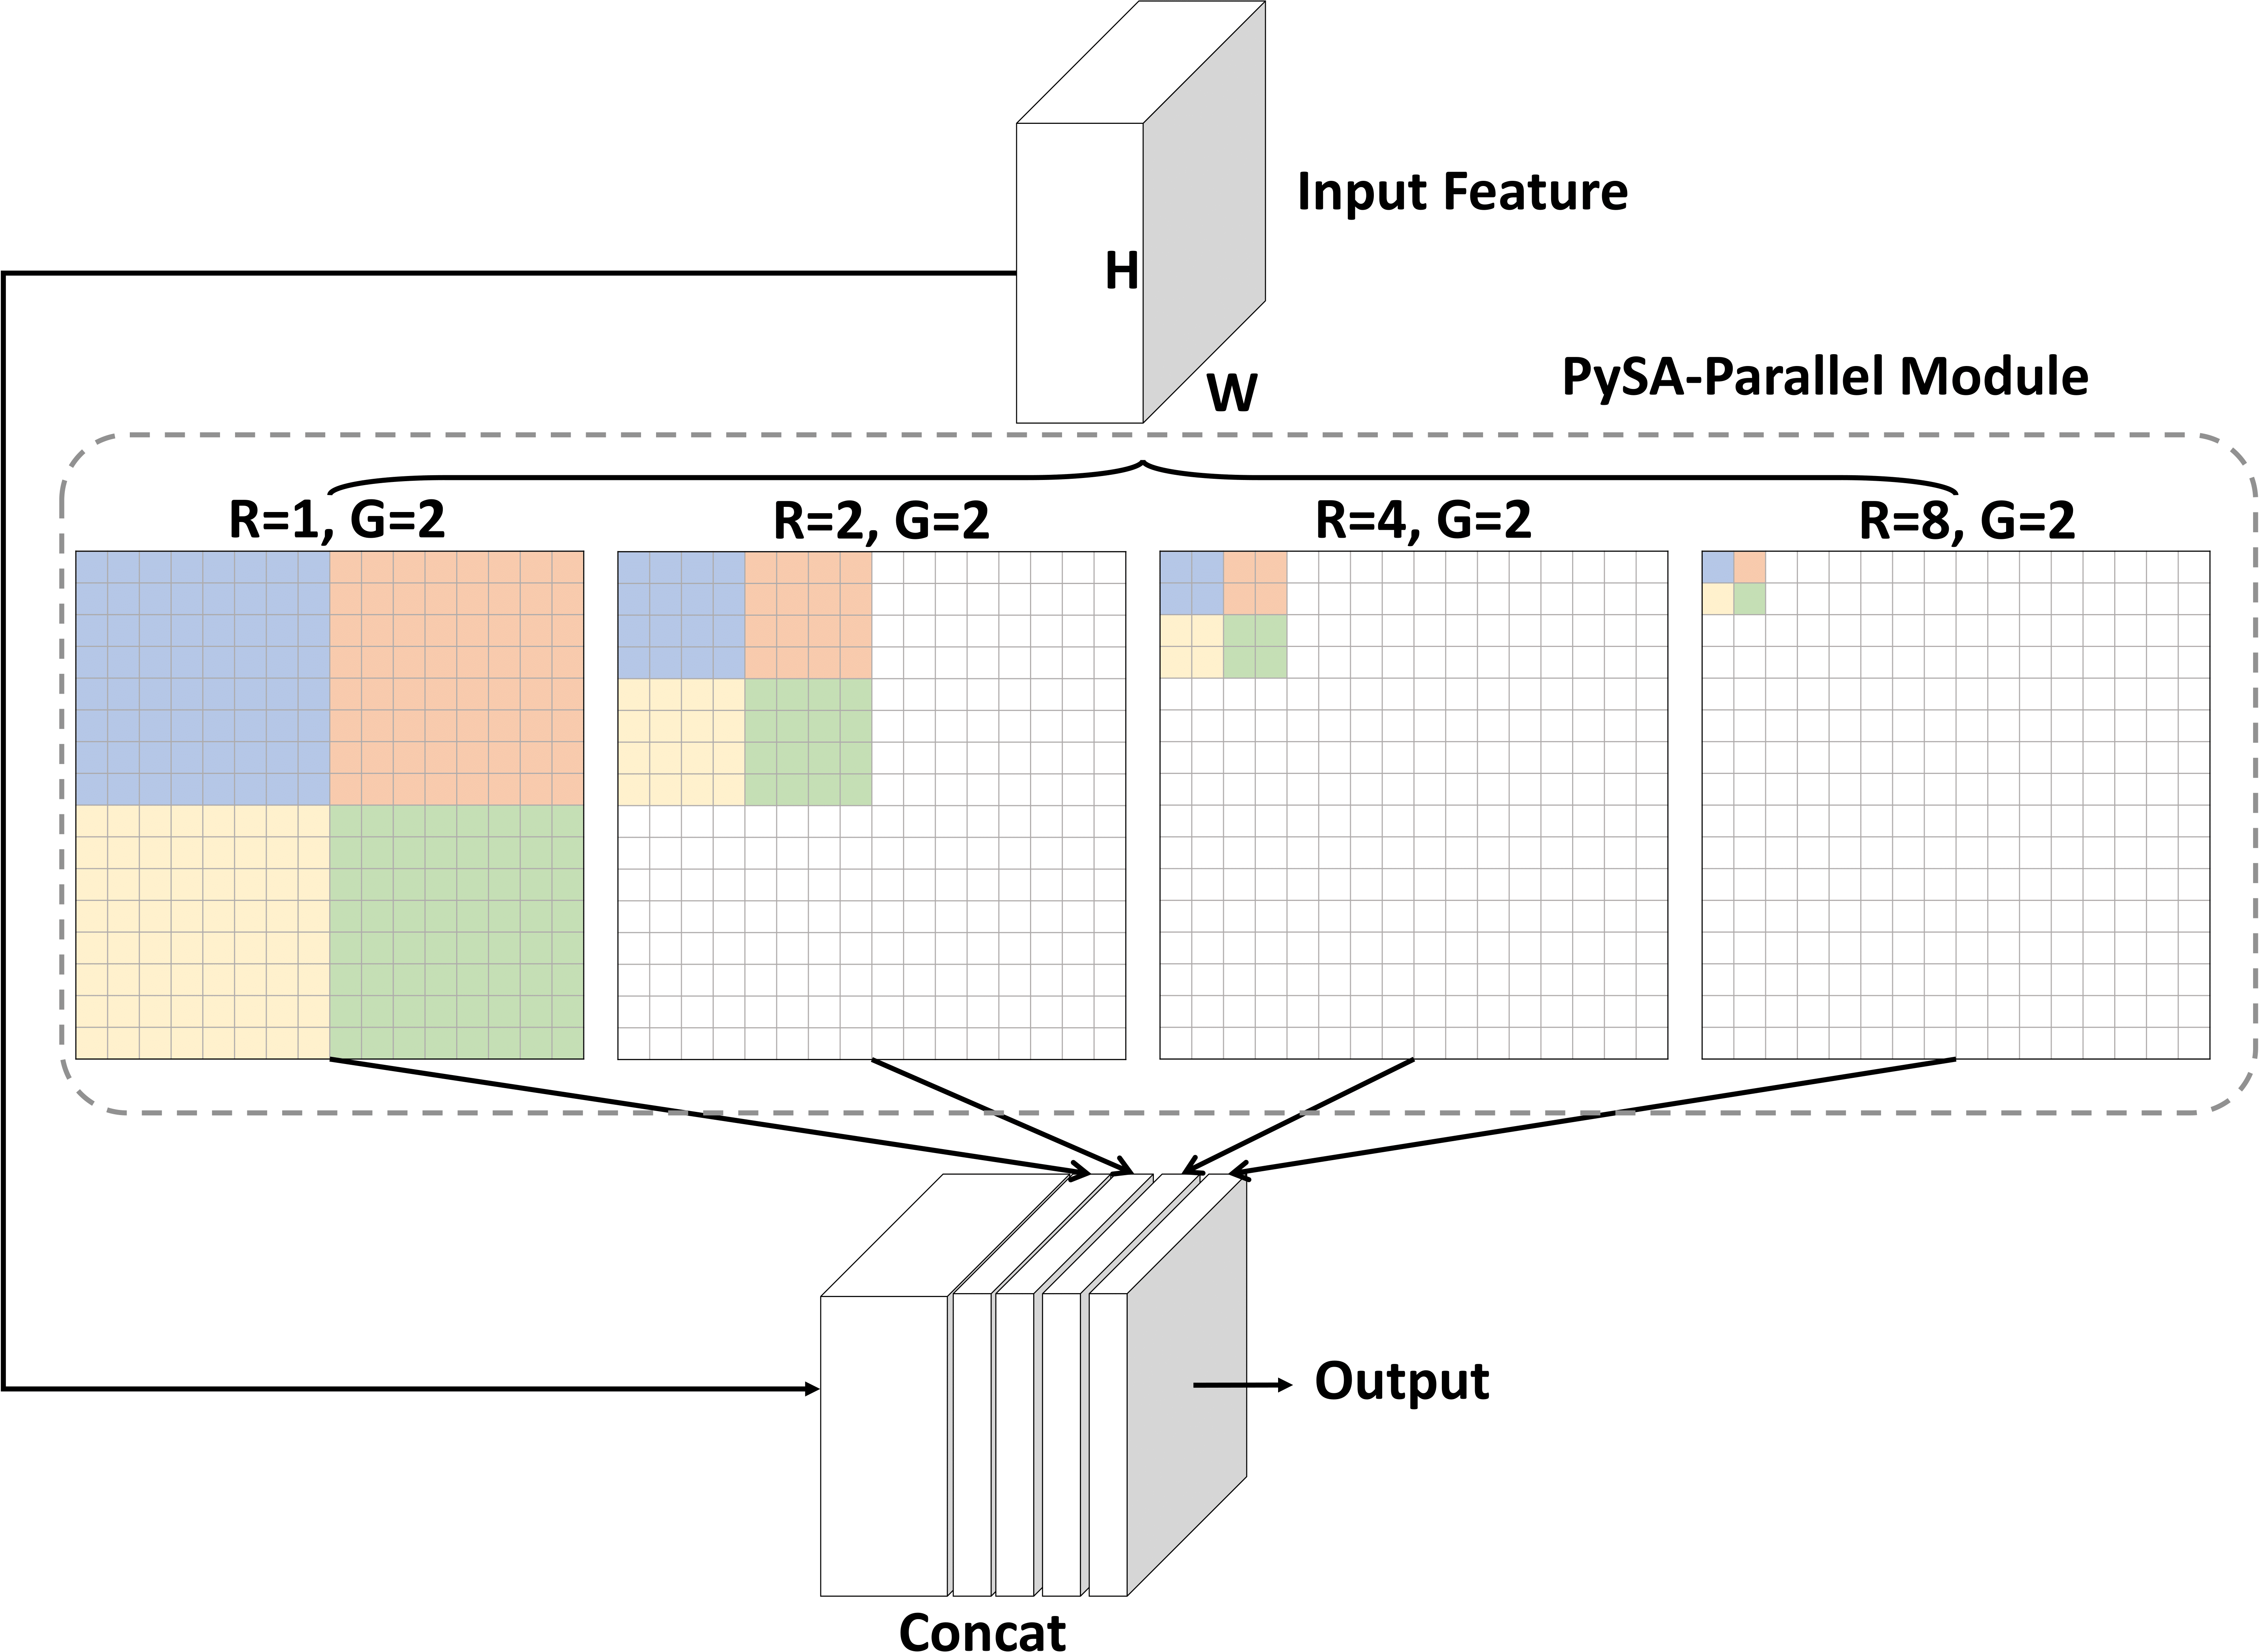 Input Feature
H
W
PySA-Parallel Module
R=1, G=2
R=2, G=2
R=4, G=2
R=8, G=2
Output
Concat